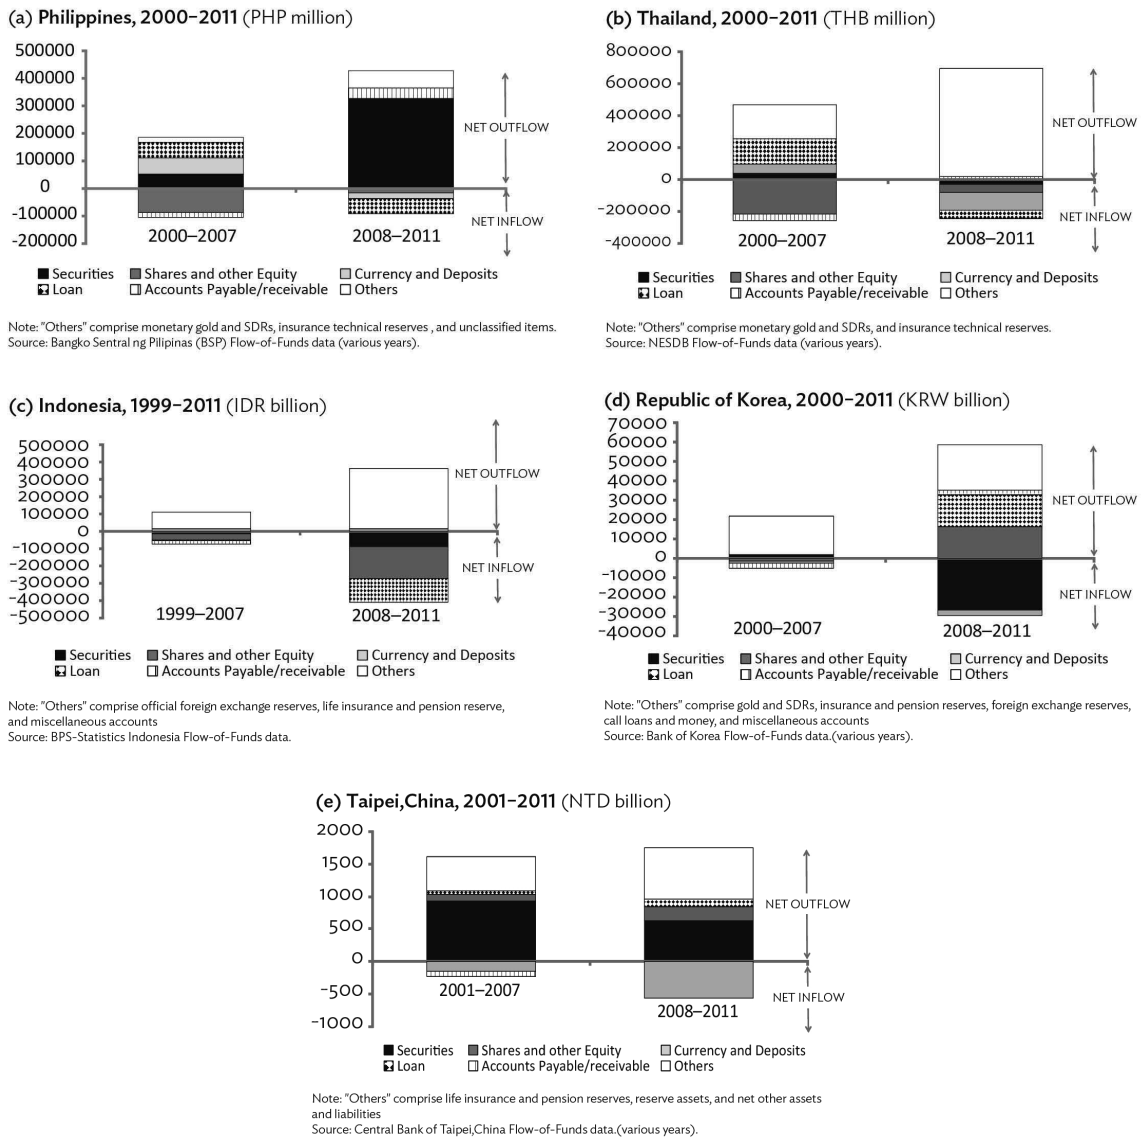 (a) Philippines, 2000–2011 (PHP million)
500000
400000
300000
200000
100000
0
-100000
-200000
NET OUTFLOW
NET INFLOW
2000–2007
2008–2011
Securities
Shares and other Equity
Currency and Deposits
Loan
Accounts Payable/receivable
Others
Note: "Others" comprise monetary gold and SDRs, insurance technical reserves , and unclassified items.
Source: Bangko Sentral ng Pilipinas (BSP) Flow-of-Funds data (various years).
(b) Thailand, 2000–2011 (THB million)
800000
600000
400000
200000
0
-200000
-400000
NET OUTFLOW
NET INFLOW
2000–2007
2008–2011
Securities
Shares and other Equity
Currency and Deposits
Loan
Accounts Payable/receivable
Others
Note: "Others" comprise monetary gold and SDRs, and insurance technical reserves.
Source: NESDB Flow-of-Funds data (various years).
(c) Indonesia, 1999–2011 (IDR billion)
500000
400000
300000
200000
100000
0
-100000
-200000
-300000
-400000
-500000
NET OUTFLOW
NET INFLOW
1999–2007
2008–2011
Securities
Shares and other Equity
Currency and Deposits
Loan
Accounts Payable/receivable
Others
Note: "Others" comprise official foreign exchange reserves, life insurance and pension reserve,
and miscellaneous accounts
Source: BPS-Statistics Indonesia Flow-of-Funds data.
(d) Republic of Korea, 2000–2011 (KRW billion)
70000
60000
50000
40000
30000
20000
10000
0
-10000
-20000
-30000
-40000
NET OUTFLOW
NET INFLOW
2000–2007
2008–2011
Securities
Shares and other Equity
Currency and Deposits
Loan
Accounts Payable/receivable
Others
Note: "Others" comprise gold and SDRs, insurance and pension reserves, foreign exchange reserves,
call loans and money, and miscellaneous accounts
Source: Bank of Korea Flow-of-Funds data.(various years).
(e) Taipei,China, 2001–2011 (NTD billion)
2000
1500
1000
500
0
-500
-1000
NET OUTFLOW
NET INFLOW
2001–2007
2008–2011
Securities
Shares and other Equity
Currency and Deposits
Loan
Accounts Payable/receivable
Others
Note: "Others" comprise life insurance and pension reserves, reserve assets, and net other assets
and liabilities
Source: Central Bank of Taipei,China Flow-of-Funds data.(various years).